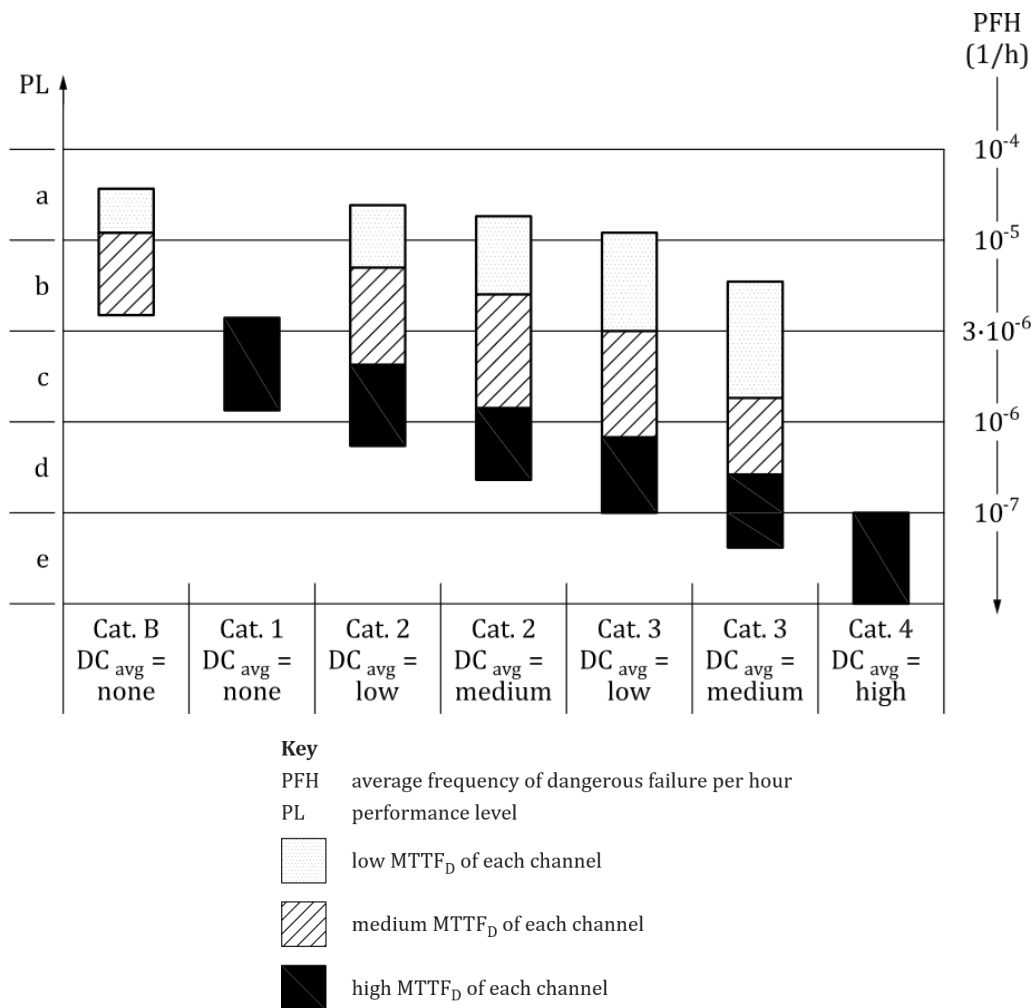 PFH
(1/h)
PL
10⁻⁴
a
10⁻⁵
b
3·10⁻⁶
c
10⁻⁶
d
10⁻⁷
e
Cat. B
DC avg =
none
Cat. 1
DC avg =
none
Cat. 2
DC avg =
low
Cat. 2
DC avg =
medium
Cat. 3
DC avg =
low
Cat. 3
DC avg =
medium
Cat. 4
DC avg =
high
Key
PFH average frequency of dangerous failure per hour
PL performance level
low MTTF_D of each channel
medium MTTF_D of each channel
high MTTF_D of each channel